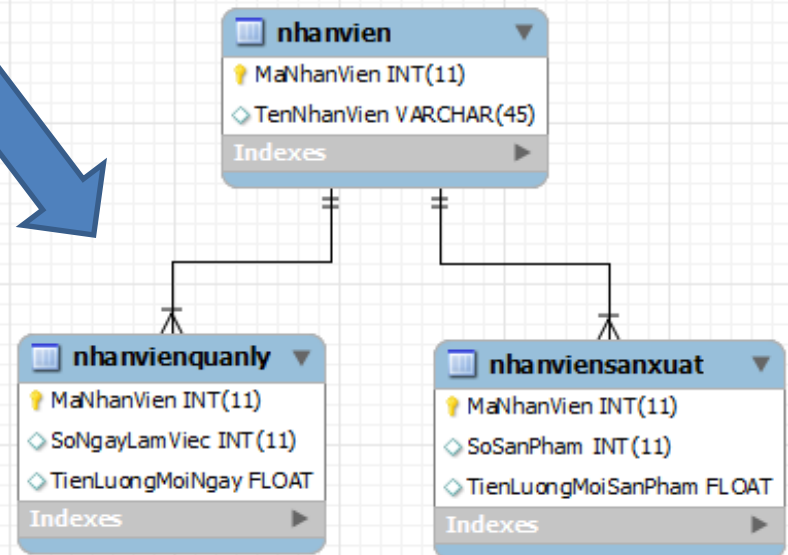 nhanvien
MaNhanVien INT(11)
TenNhanVien VARCHAR(45)
Indexes
nhanvienquanly
MaNhanVien INT(11)
SoNgayLamViec INT(11)
TienLuongMoiNgay FLOAT
Indexes
nhanviensanxuat
MaNhanVien INT(11)
SoSanPham INT(11)
TienLuongMoiSanPham FLOAT
Indexes